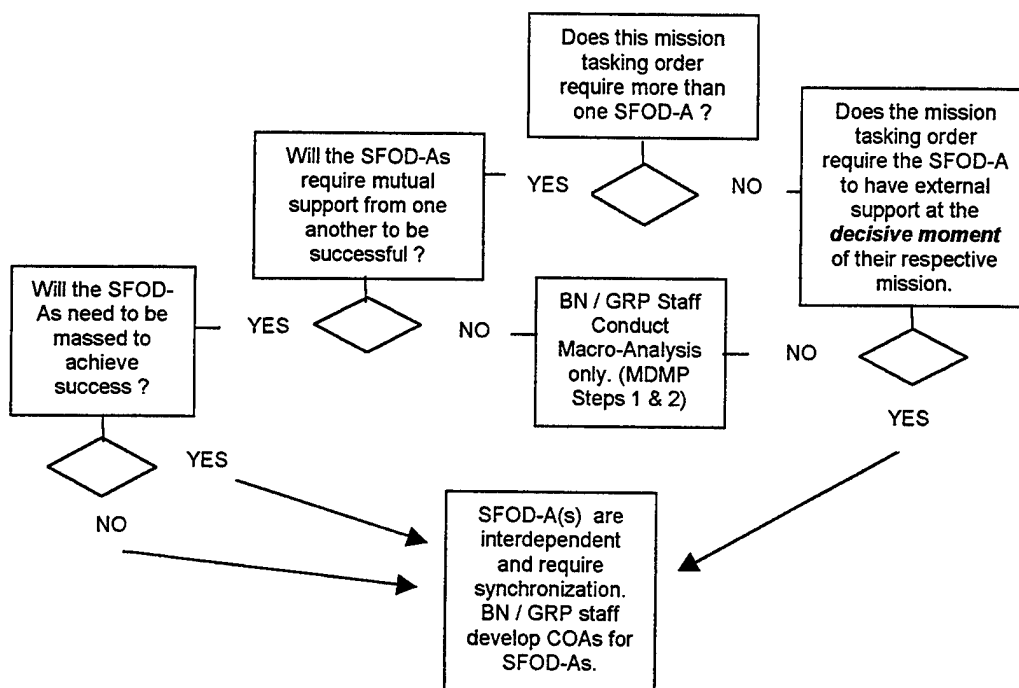 Does this mission
tasking order
require more than
one SFOD-A ?
YES
NO
Does the mission
tasking order
require the SFOD-A
to have external
support at the
decisive moment
of their respective
mission.
Will the SFOD-As
require mutual
support from one
another to be
successful ?
YES
NO
BN / GRP Staff
Conduct
Macro-Analysis
only. (MDMP
Steps 1 & 2)
NO
YES
Will the SFOD-
As need to be
massed to
achieve
success ?
YES
NO
SFOD-A(s) are
interdependent
and require
synchronization.
BN / GRP staff
develop COAs for
SFOD-As.